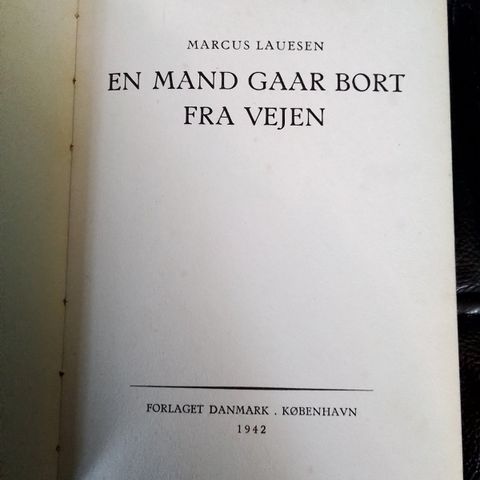 MARCUS LAUESEN
EN MAND GAAR BORT
FRA VEJEN
FORLAGET DANMARK . KØBENHAVN
1942